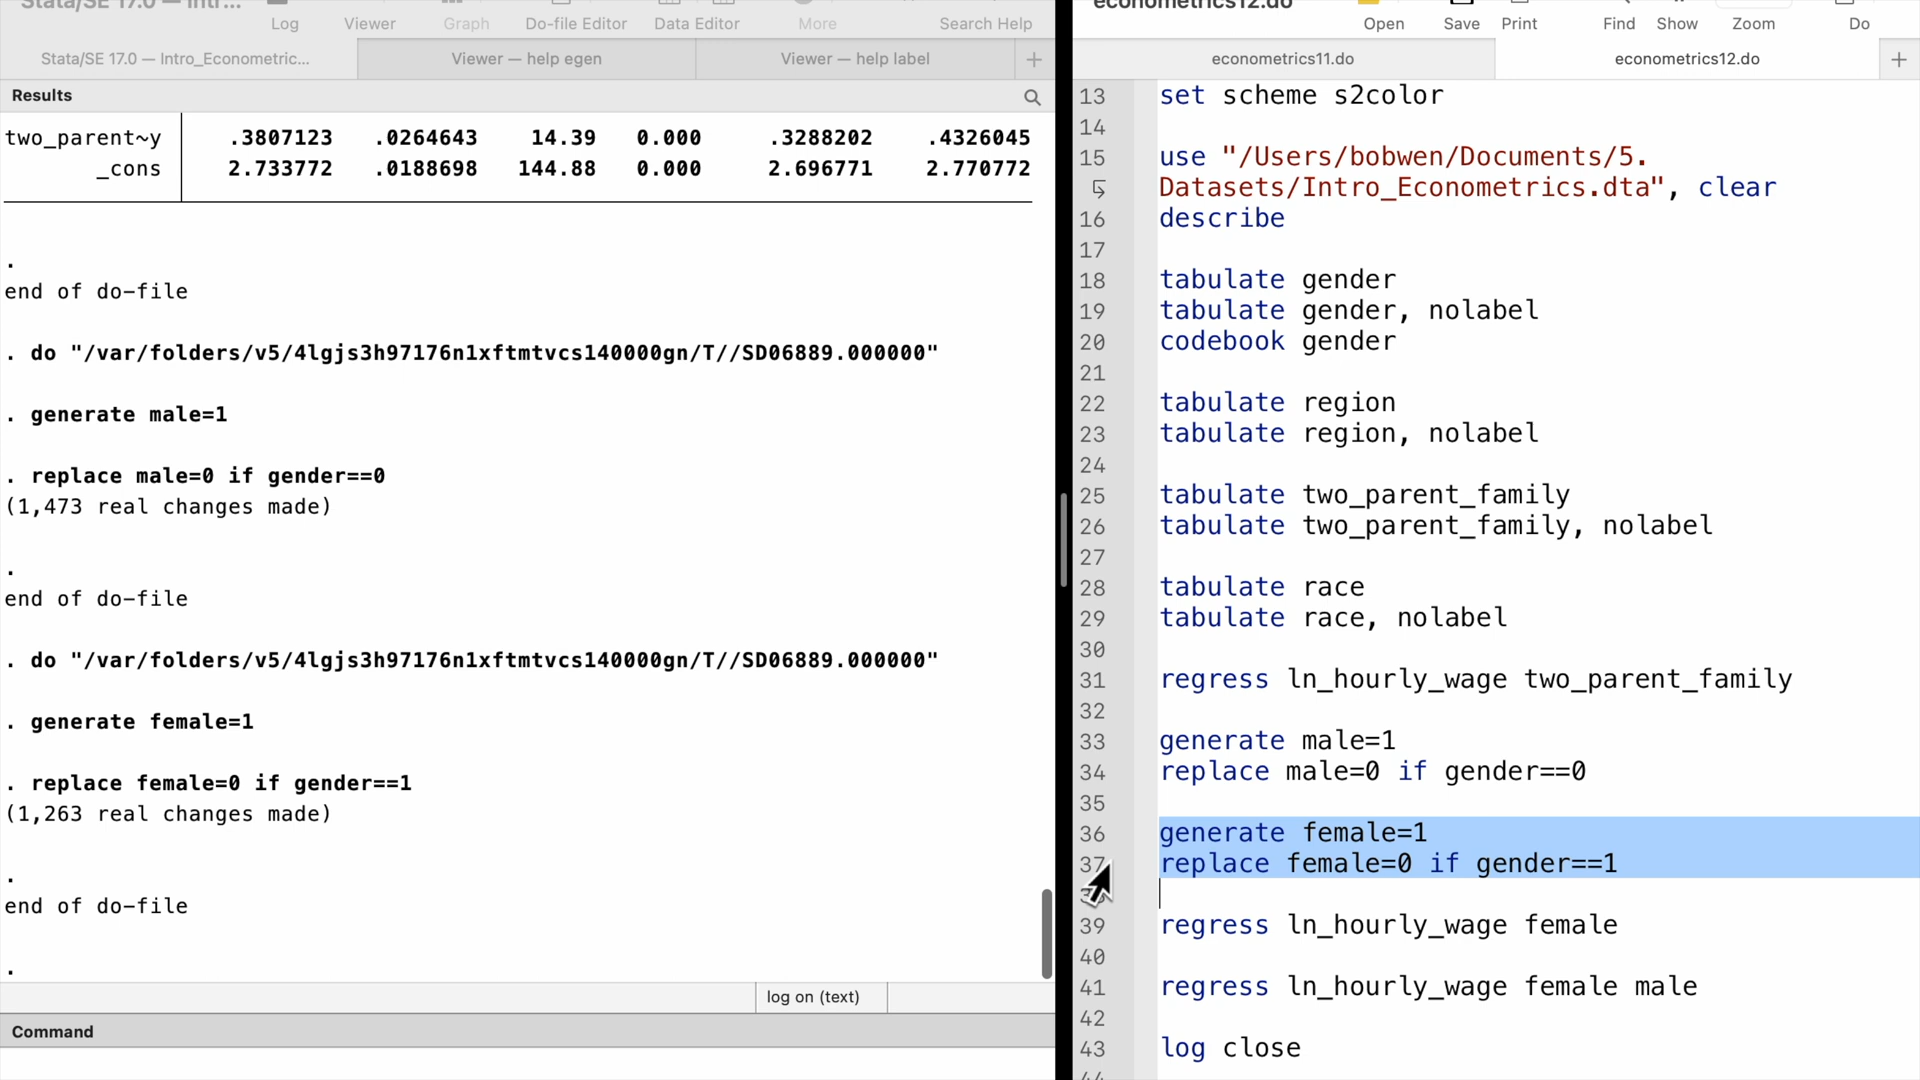 Stata/SE 17.0 — Intr...
Log
Viewer
Graph
Do-file Editor
Data Editor
More
Search Help
Stata/SE 17.0 — Intro_Econometric...
Viewer — help egen
Viewer — help label
Results
two_parent~y .3807123 .0264643 14.39 0.000 .3288202 .4326045
_cons 2.733772 .0188698 144.88 0.000 2.696771 2.770772
.
end of do-file
. do "/var/folders/v5/4lgjs3h97176n1xftmtvcs140000gn/T//SD06889.000000"
. generate male=1
. replace male=0 if gender==0
(1,473 real changes made)
.
end of do-file
. do "/var/folders/v5/4lgjs3h97176n1xftmtvcs140000gn/T//SD06889.000000"
. generate female=1
. replace female=0 if gender==1
(1,263 real changes made)
.
end of do-file
.
log on (text)
Command
econometrics12.do
Open
Save
Print
Find
Show
Zoom
Do
econometrics11.do
econometrics12.do
13 set scheme s2color
14
15 use "/Users/bobwen/Documents/5.
Datasets/Intro_Econometrics.dta", clear
16 describe
17
18 tabulate gender
19 tabulate gender, nolabel
20 codebook gender
21
22 tabulate region
23 tabulate region, nolabel
24
25 tabulate two_parent_family
26 tabulate two_parent_family, nolabel
27
28 tabulate race
29 tabulate race, nolabel
30
31 regress ln_hourly_wage two_parent_family
32
33 generate male=1
34 replace male=0 if gender==0
35
36 generate female=1
37 replace female=0 if gender==1
39 regress ln_hourly_wage female
40
41 regress ln_hourly_wage female male
42
43 log close
44